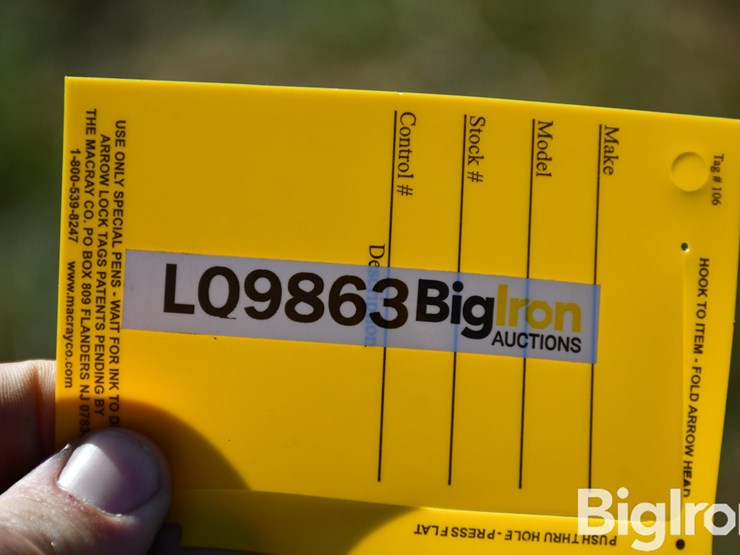 Tag # 106
HOOK TO ITEM - FOLD ARROW HEAD
Make
Model
Stock #
Control #
LQ9863 BigIron
AUCTIONS
USE ONLY SPECIAL PENS - WAIT FOR INK TO
ARROW LOCK TAGS PATENTS PENDING BY
THE MACRAY CO. PO BOX 809 FLANDERS NJ
1-800-539-8247 www.macrayco.com
PUSH THRU HOLE - PRESS FLAT
BigIron